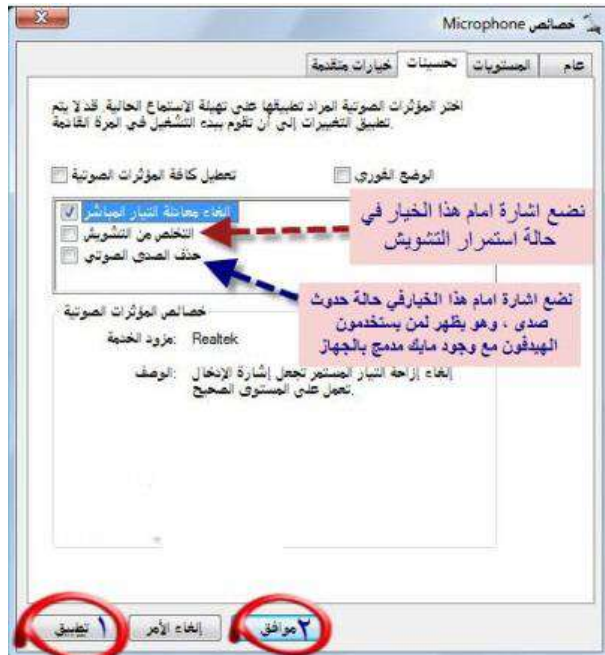 خصائص Microphone
عام
المستويات
تحسينات
خيارات متقدمة
اختر المؤثرات الصوتية المراد تطبيقها على تهيئة الاستماع الحالية. قد لا يتم
تطبيق التغييرات إلى أن تقوم ببدء التشغيل في المرة القادمة.
الوضع الفوري
تعطيل كافة المؤثرات الصوتية
إلغاء معادلة التيار المباشر
التخلص من التشويش
حذف الصدى الصوتي
نضع اشارة امام هذا الخيار في
حالة استمرار التشويش
نضع اشارة امام هذا الخيارفي حالة حدوث
صدى ، وهو يظهر لمن يستخدمون
الهيدفون مع وجود مايك مدمج بالجهاز
خصائص المؤثرات الصوتية
مزود الخدمة: Realtek
الوصف: إلغاء إزاحة التيار المستمر تجعل إشارة الإدخال
تعمل على المستوى الصحيح.
٢ موافق
إلغاء الأمر
١ تطبيق